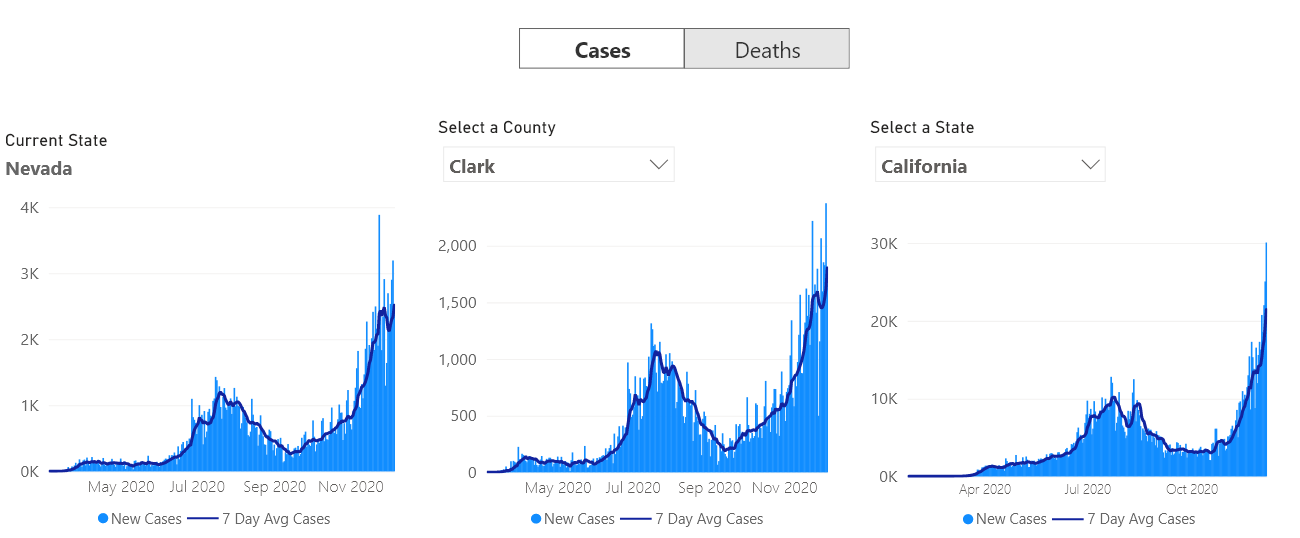 Cases Deaths
Current State
Nevada
4K
3K
2K
1K
0K
May 2020 Jul 2020 Sep 2020 Nov 2020
New Cases 7 Day Avg Cases
Select a County
Clark
2,000
1,500
1,000
500
0
May 2020 Jul 2020 Sep 2020 Nov 2020
New Cases 7 Day Avg Cases
Select a State
California
30K
20K
10K
0K
Apr 2020 Jul 2020 Oct 2020
New Cases 7 Day Avg Cases